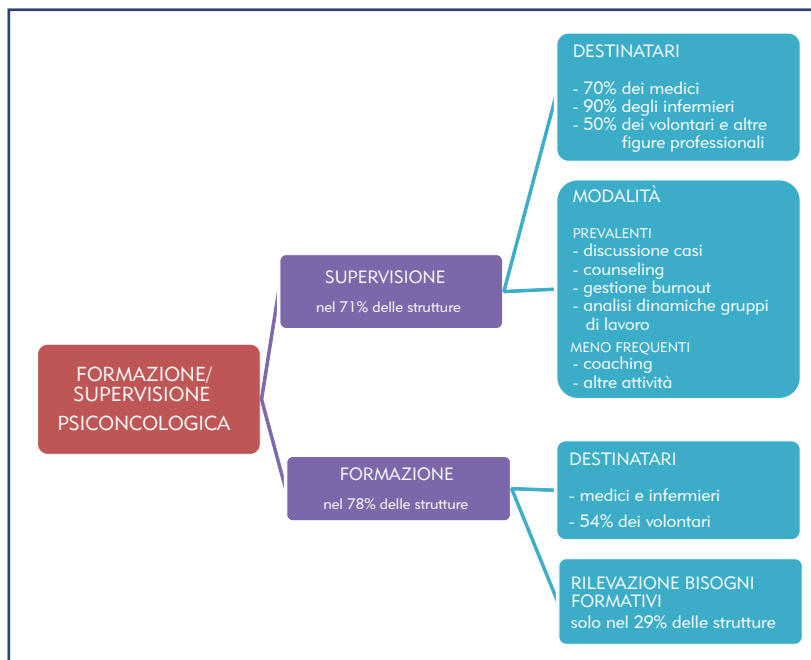 FORMAZIONE/
SUPERVISIONE
PSICONCOLOGICA
SUPERVISIONE
nel 71% delle strutture
DESTINATARI
- 70% dei medici
- 90% degli infermieri
- 50% dei volontari e altre
figure professionali
MODALITÀ
PREVALENTI
- discussione casi
- counseling
- gestione burnout
- analisi dinamiche gruppi
di lavoro
MENO FREQUENTI
- coaching
- altre attività
FORMAZIONE
nel 78% delle strutture
DESTINATARI
- medici e infermieri
- 54% dei volontari
RILEVAZIONE BISOGNI
FORMATIVI
solo nel 29% delle strutture